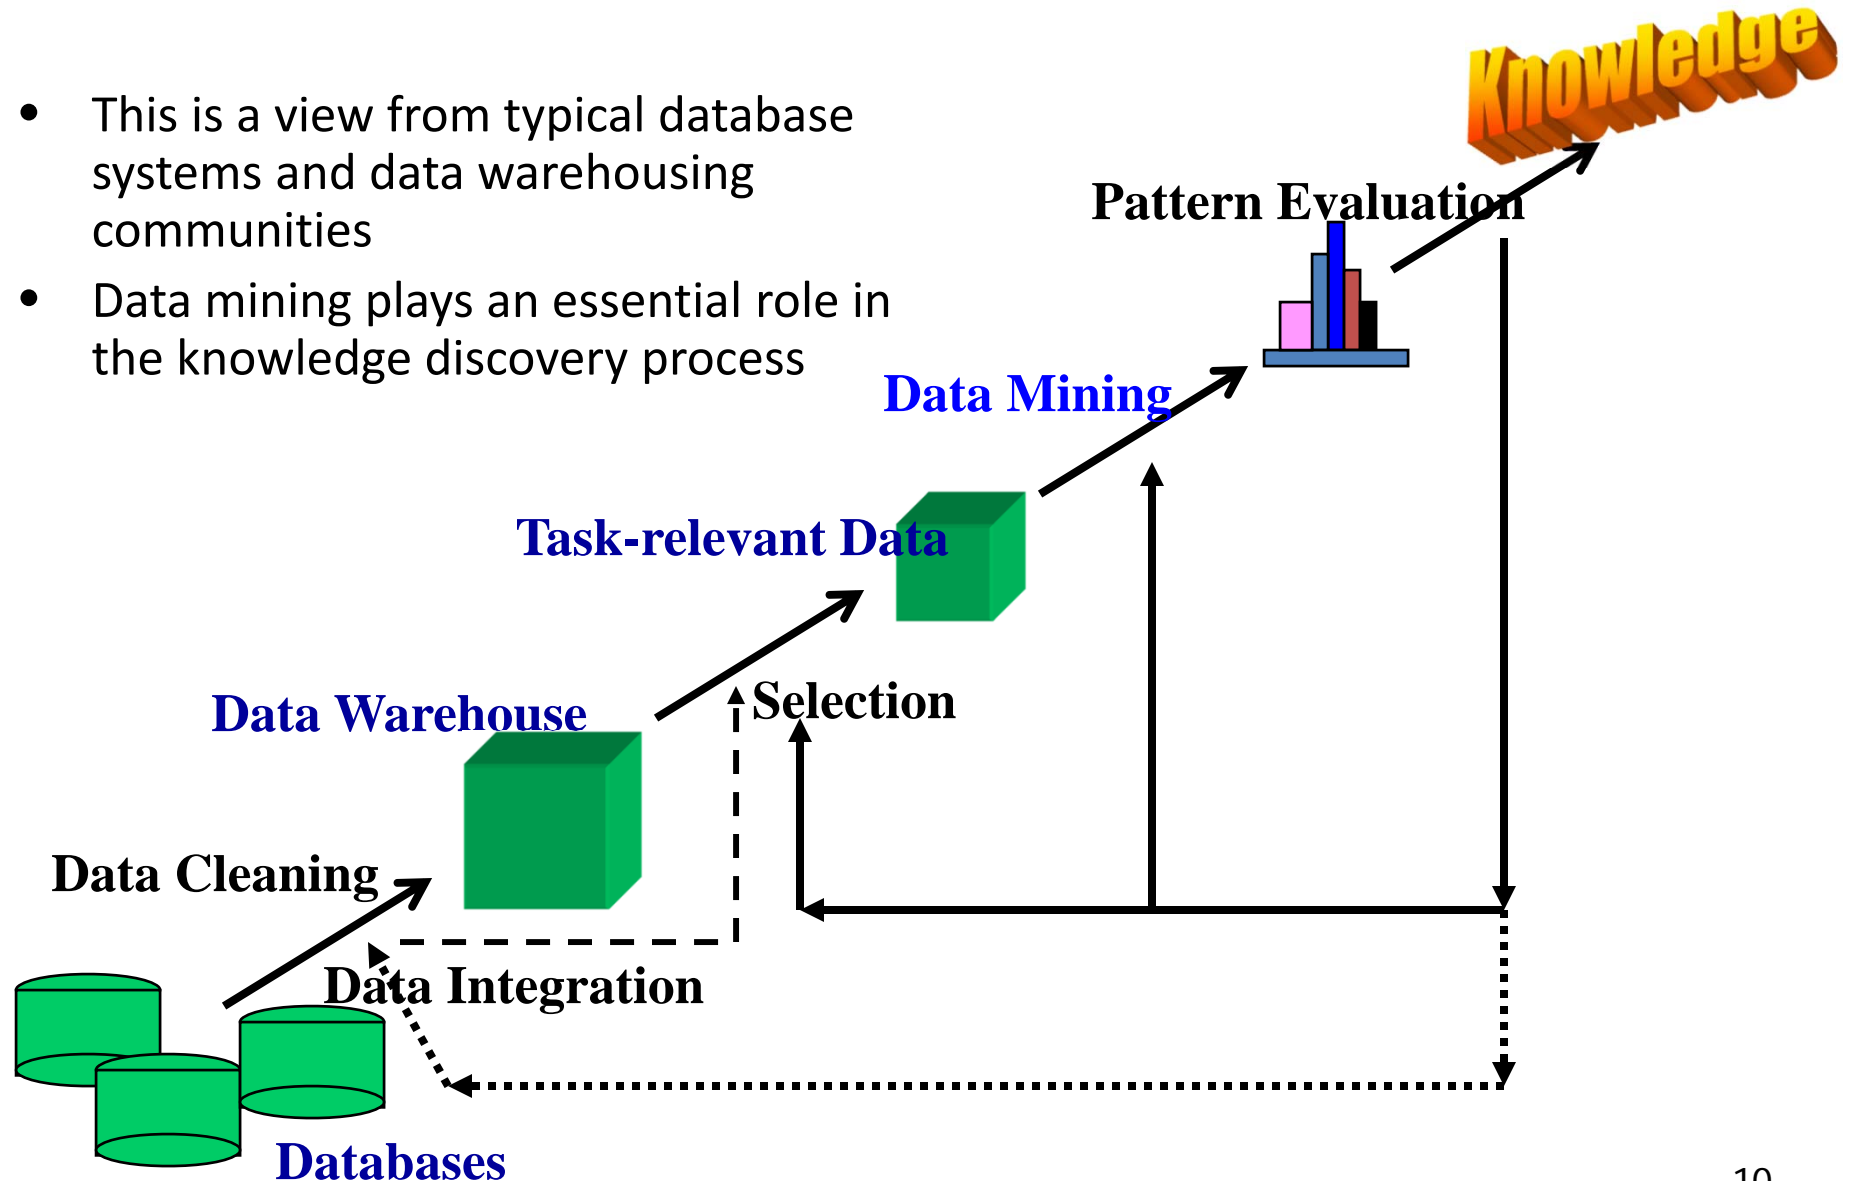 Knowledge
• This is a view from typical database
systems and data warehousing
communities
• Data mining plays an essential role in
the knowledge discovery process
Pattern Evaluation
Data Mining
Task-relevant Data
Selection
Data Warehouse
Data Cleaning
Data Integration
Databases
10